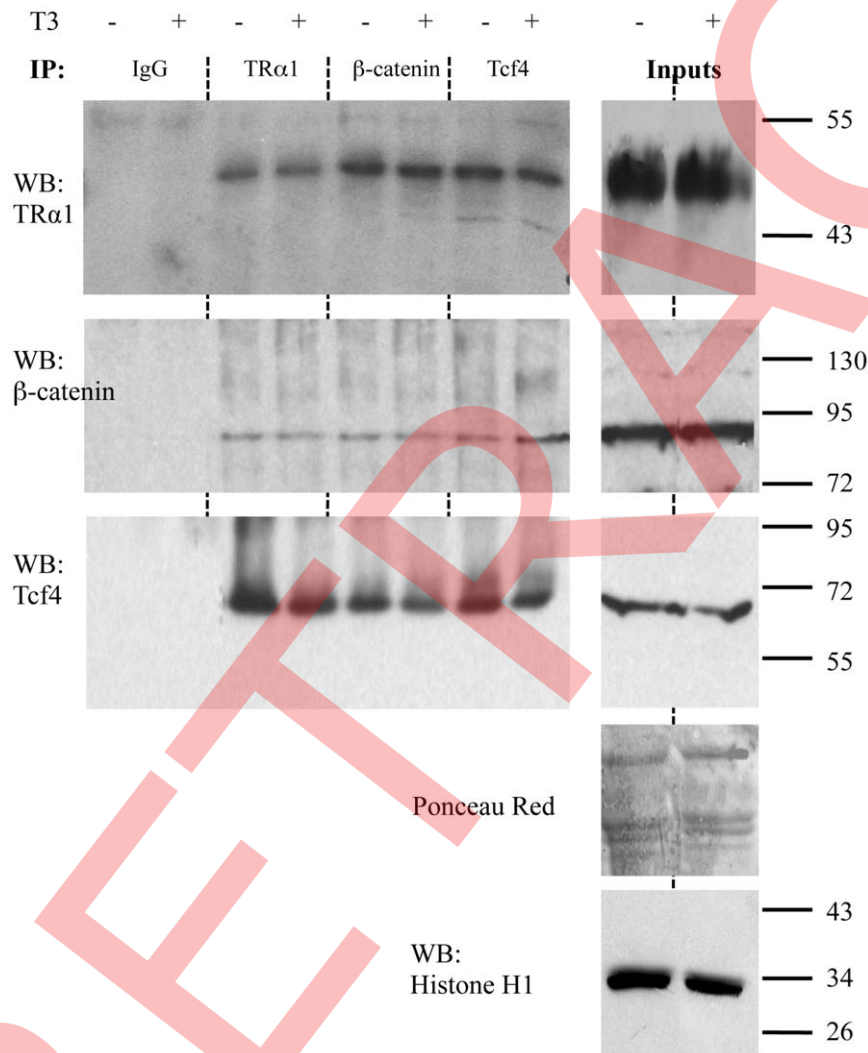 T3 - + - + - + - + - +
IP: IgG TRα1 β-catenin Tcf4 Inputs
55
WB:
TRα1
43
WB:
β-catenin
130
95
72
WB:
Tcf4
95
72
55
Ponceau Red
WB:
Histone H1
43
34
26
RETRAC